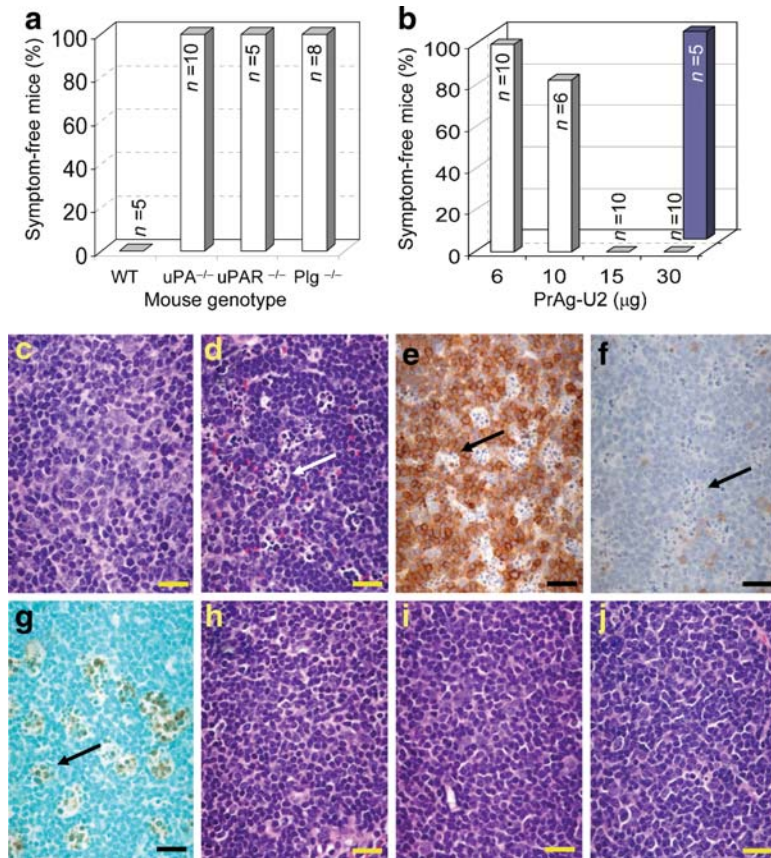 a
Symptom-free mice (%)
100
80
60
40
20
0
n =5
n =10
n =5
n =8
WT uPA⁻/⁻ uPAR ⁻/⁻ Plg ⁻/⁻
Mouse genotype
b
Symptom-free mice (%)
100
80
60
40
20
0
n =10
n =6
n =10
n =10
n =5
6 10 15 30
PrAg-U2 (μg)
c
d
e
f
g
h
i
j